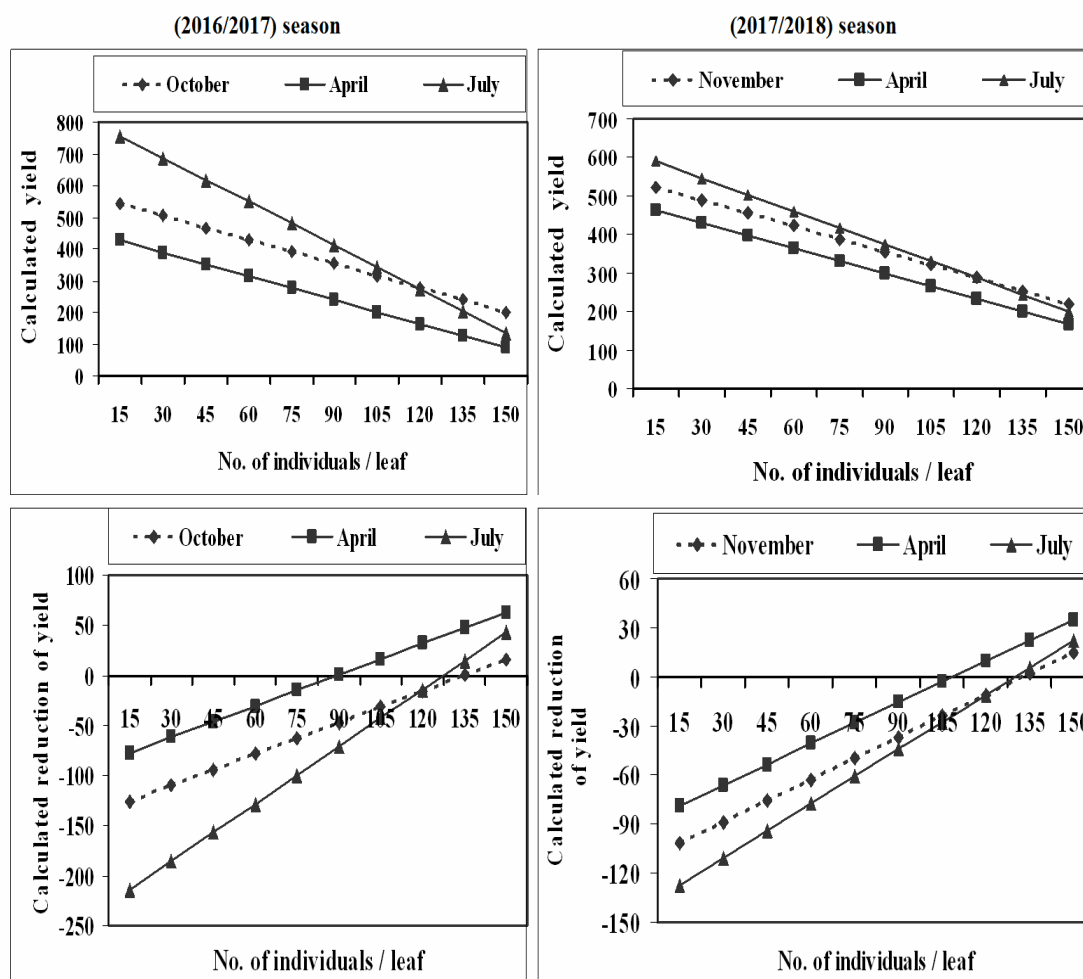 (2016/2017) season
(2017/2018) season
October April July
Calculated yield
800
700
600
500
400
300
200
100
0
15 30 45 60 75 90 105 120 135 150
No. of individuals / leaf
November April July
Calculated yield
700
600
500
400
300
200
100
0
15 30 45 60 75 90 105 120 135 150
No. of individuals / leaf
October April July
Calculated reduction of yield
100
50
0
-50
-100
-150
-200
-250
15 30 45 60 75 90 105 120 135 150
No. of individuals / leaf
November April July
Calculated reduction
of yield
60
30
0
-30
-60
-90
-120
-150
15 30 45 60 75 90 105 120 135 150
No. of individuals / leaf